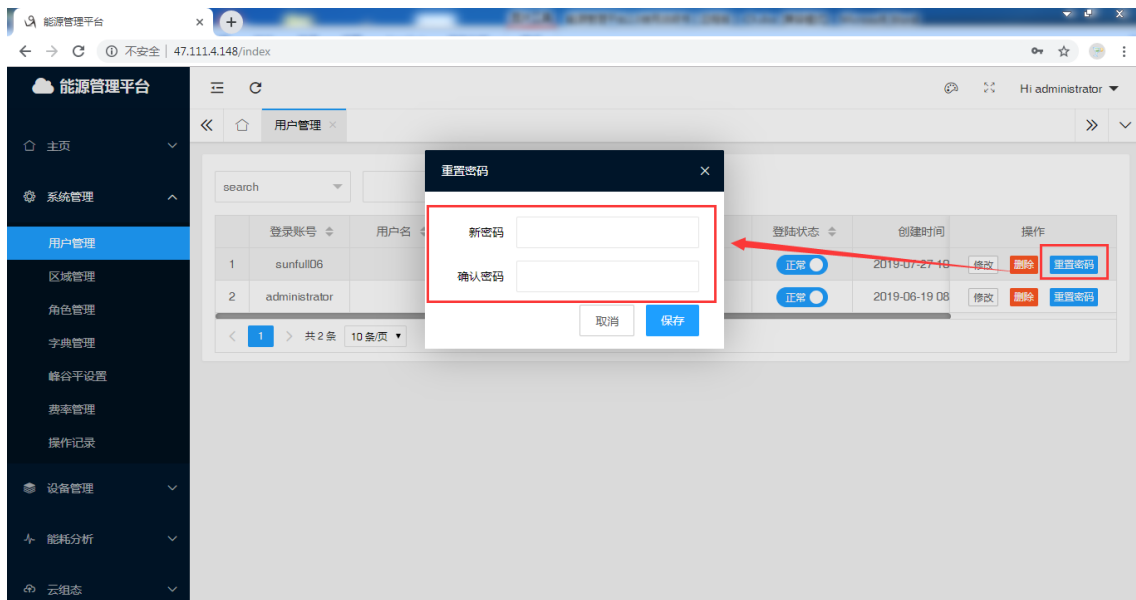 能源管理平台
不安全 47.111.4.148/index
能源管理平台
Hi administrator
用户管理
主页
系统管理
用户管理
区域管理
角色管理
字典管理
峰谷平设置
费率管理
操作记录
设备管理
能耗分析
云组态
search
登录账号 用户名 登陆状态 创建时间 操作
1 sunfull06 正常 2019-07-27 18 修改 删除 重置密码
2 administrator 正常 2019-06-19 08 修改 删除 重置密码
1 共2条 10条/页
重置密码
新密码
确认密码
取消 保存